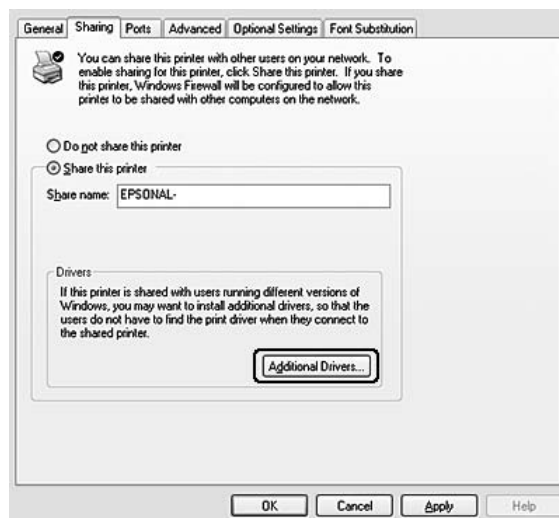 General Sharing Ports Advanced Optional Settings Font Substitution
You can share this printer with other users on your network. To
enable sharing for this printer, click Share this printer. If you share
this printer, Windows Firewall will be configured to allow this
printer to be shared with other computers on the network.
Do not share this printer
Share this printer
Share name: EPSONAL-
Drivers
If this printer is shared with users running different versions of
Windows, you may want to install additional drivers, so that the
users do not have to find the print driver when they connect to
the shared printer.
Additional Drivers...
OK Cancel Apply Help